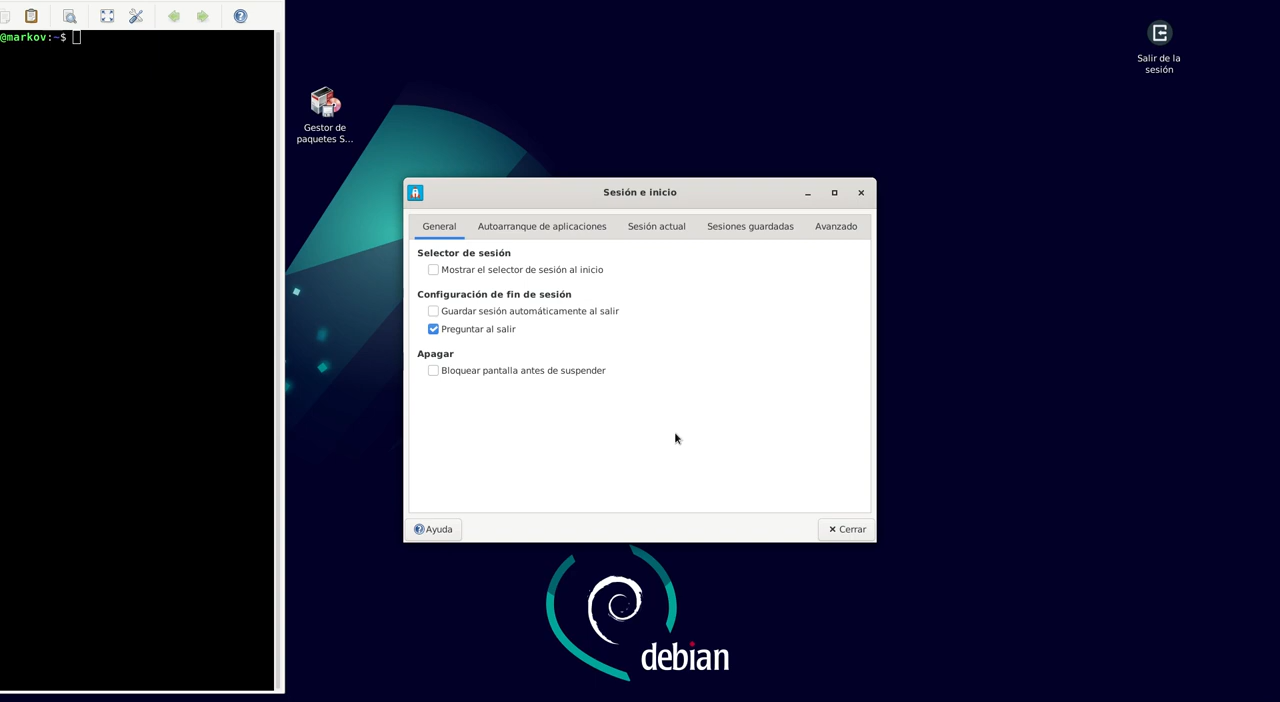 @markov:~$
Salir de la
sesión
Gestor de
paquetes S...
Sesión e inicio
General Autoarranque de aplicaciones Sesión actual Sesiones guardadas Avanzado
Selector de sesión
Mostrar el selector de sesión al inicio
Configuración de fin de sesión
Guardar sesión automáticamente al salir
Preguntar al salir
Apagar
Bloquear pantalla antes de suspender
Ayuda Cerrar
debian